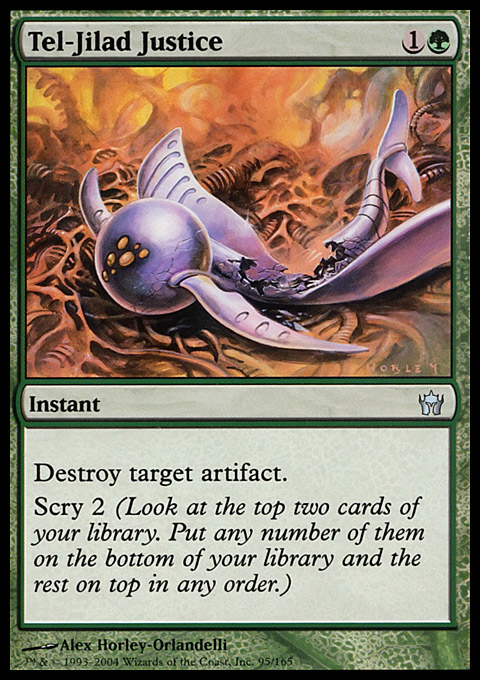 Tel-Jilad Justice 1
HORLEY
Instant
Destroy target artifact.
Scry 2 (Look at the top two cards of
your library. Put any number of them
on the bottom of your library and the
rest on top in any order.)
Alex Horley-Orlandelli
™ & © 1993-2004 Wizards of the Coast, Inc. 95/165